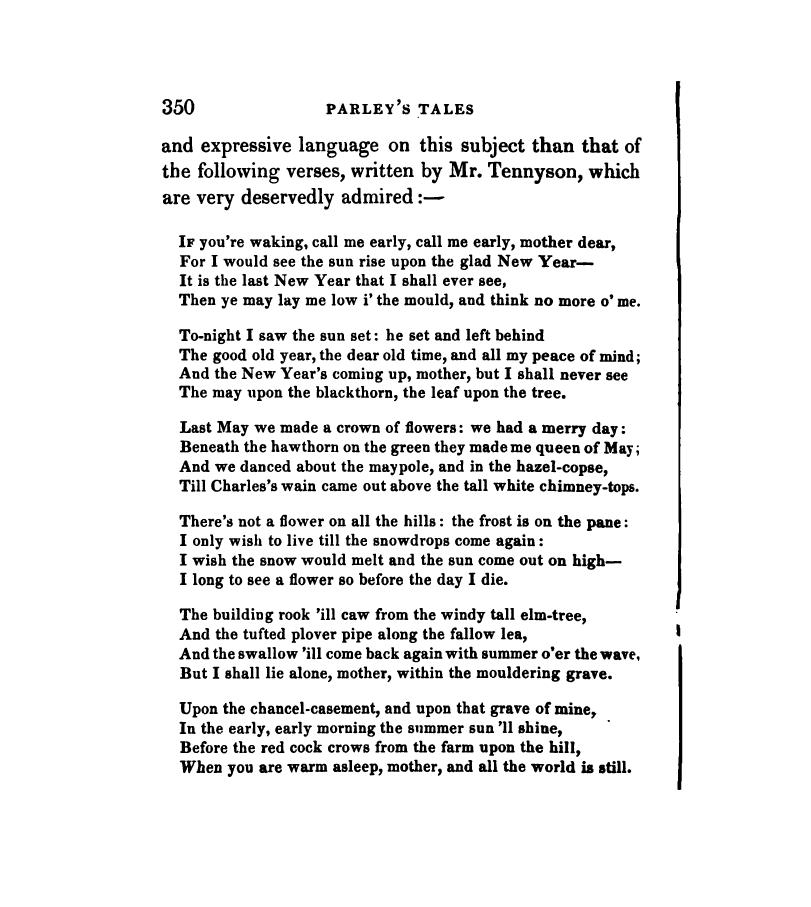 350 PARLEY'S TALES
and expressive language on this subject than that of
the following verses, written by Mr. Tennyson, which
are very deservedly admired :—
IF you're waking, call me early, call me early, mother dear,
For I would see the sun rise upon the glad New Year—
It is the last New Year that I shall ever see,
Then ye may lay me low i' the mould, and think no more o' me.
To-night I saw the sun set : he set and left behind
The good old year, the dear old time, and all my peace of mind;
And the New Year's coming up, mother, but I shall never see
The may upon the blackthorn, the leaf upon the tree.
Last May we made a crown of flowers : we had a merry day :
Beneath the hawthorn on the green they made me queen of May;
And we danced about the maypole, and in the hazel-copse,
Till Charles's wain came out above the tall white chimney-tops.
There's not a flower on all the hills : the frost is on the pane :
I only wish to live till the snowdrops come again :
I wish the snow would melt and the sun come out on high—
I long to see a flower so before the day I die.
The building rook 'ill caw from the windy tall elm-tree,
And the tufted plover pipe along the fallow lea,
And the swallow 'ill come back again with summer o'er the wave,
But I shall lie alone, mother, within the mouldering grave.
Upon the chancel-casement, and upon that grave of mine,
In the early, early morning the summer sun 'll shine,
Before the red cock crows from the farm upon the hill,
When you are warm asleep, mother, and all the world is still.